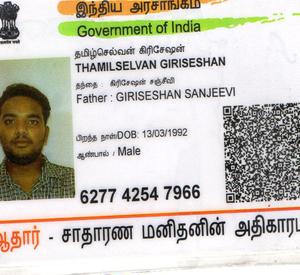 இந்திய அரசாங்கம்
Government of India
தமிழ்செல்வன் கிரிசேஷன்
THAMILSELVAN GIRISESHAN
தந்தை : கிரிசேஷன் சஞ்சீவி
Father : GIRISESHAN SANJEEVI
பிறந்த நாள்/DOB: 13/03/1992
ஆண்பால் / Male
6277 4254 7966
ஆதார் - சாதாரண மனிதனின் அதிகாரம்